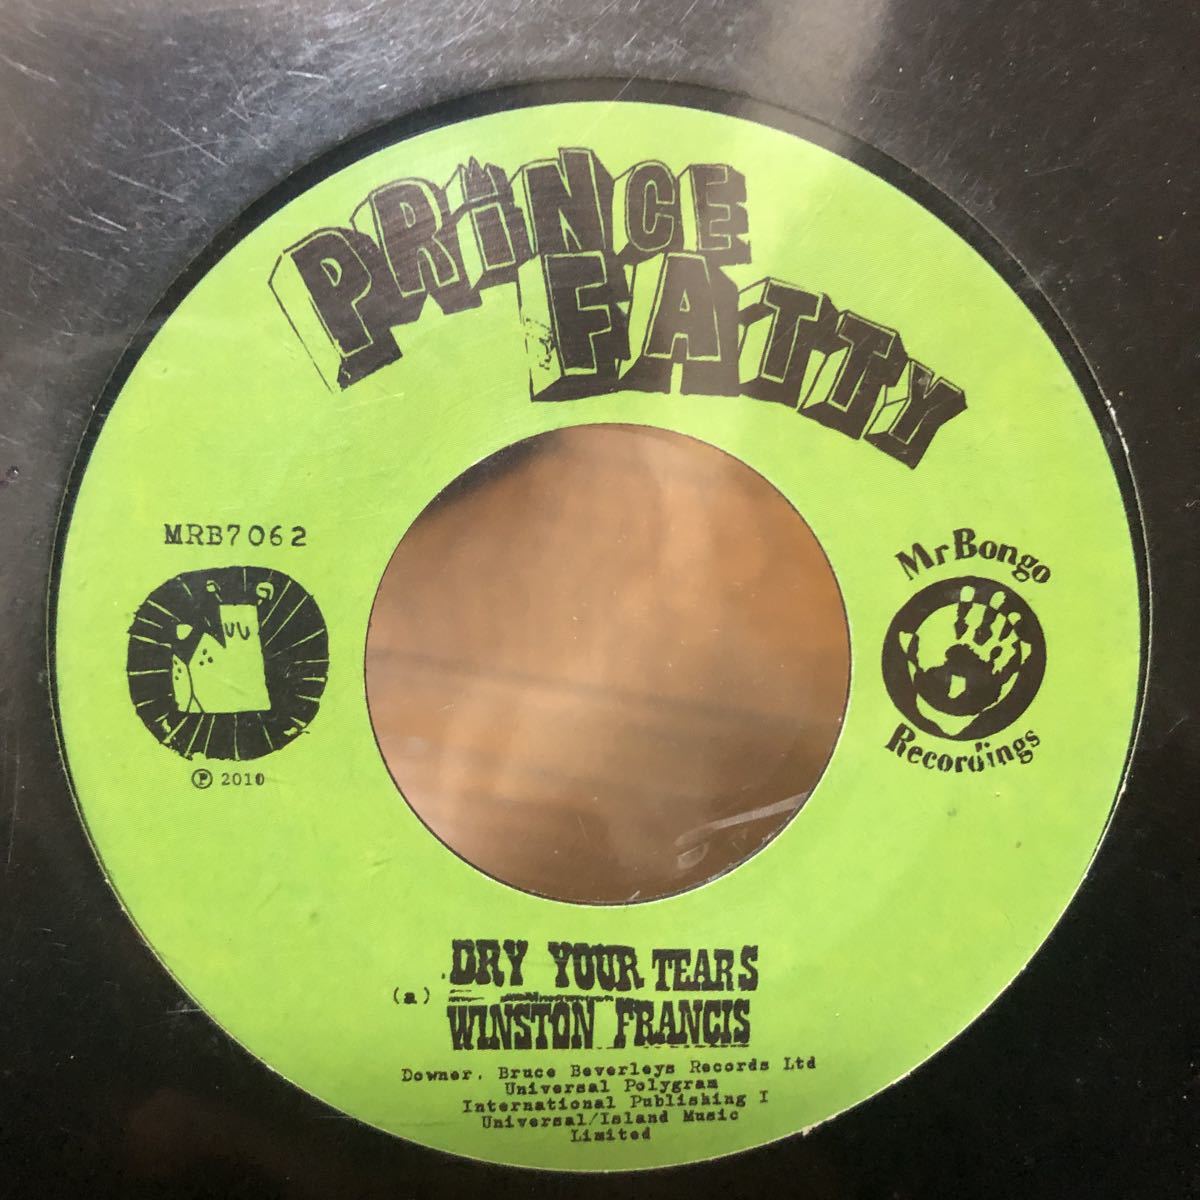 PRINCE
FATTY
MRB7062
Mr Bongo
Recordings
Ⓟ 2010
(a)
DRY YOUR TEARS
WINSTON FRANCIS
Downer, Bruce Beverleys Records Ltd
Universal Polygram
International Publishing I
Universal/Island Music
Limited